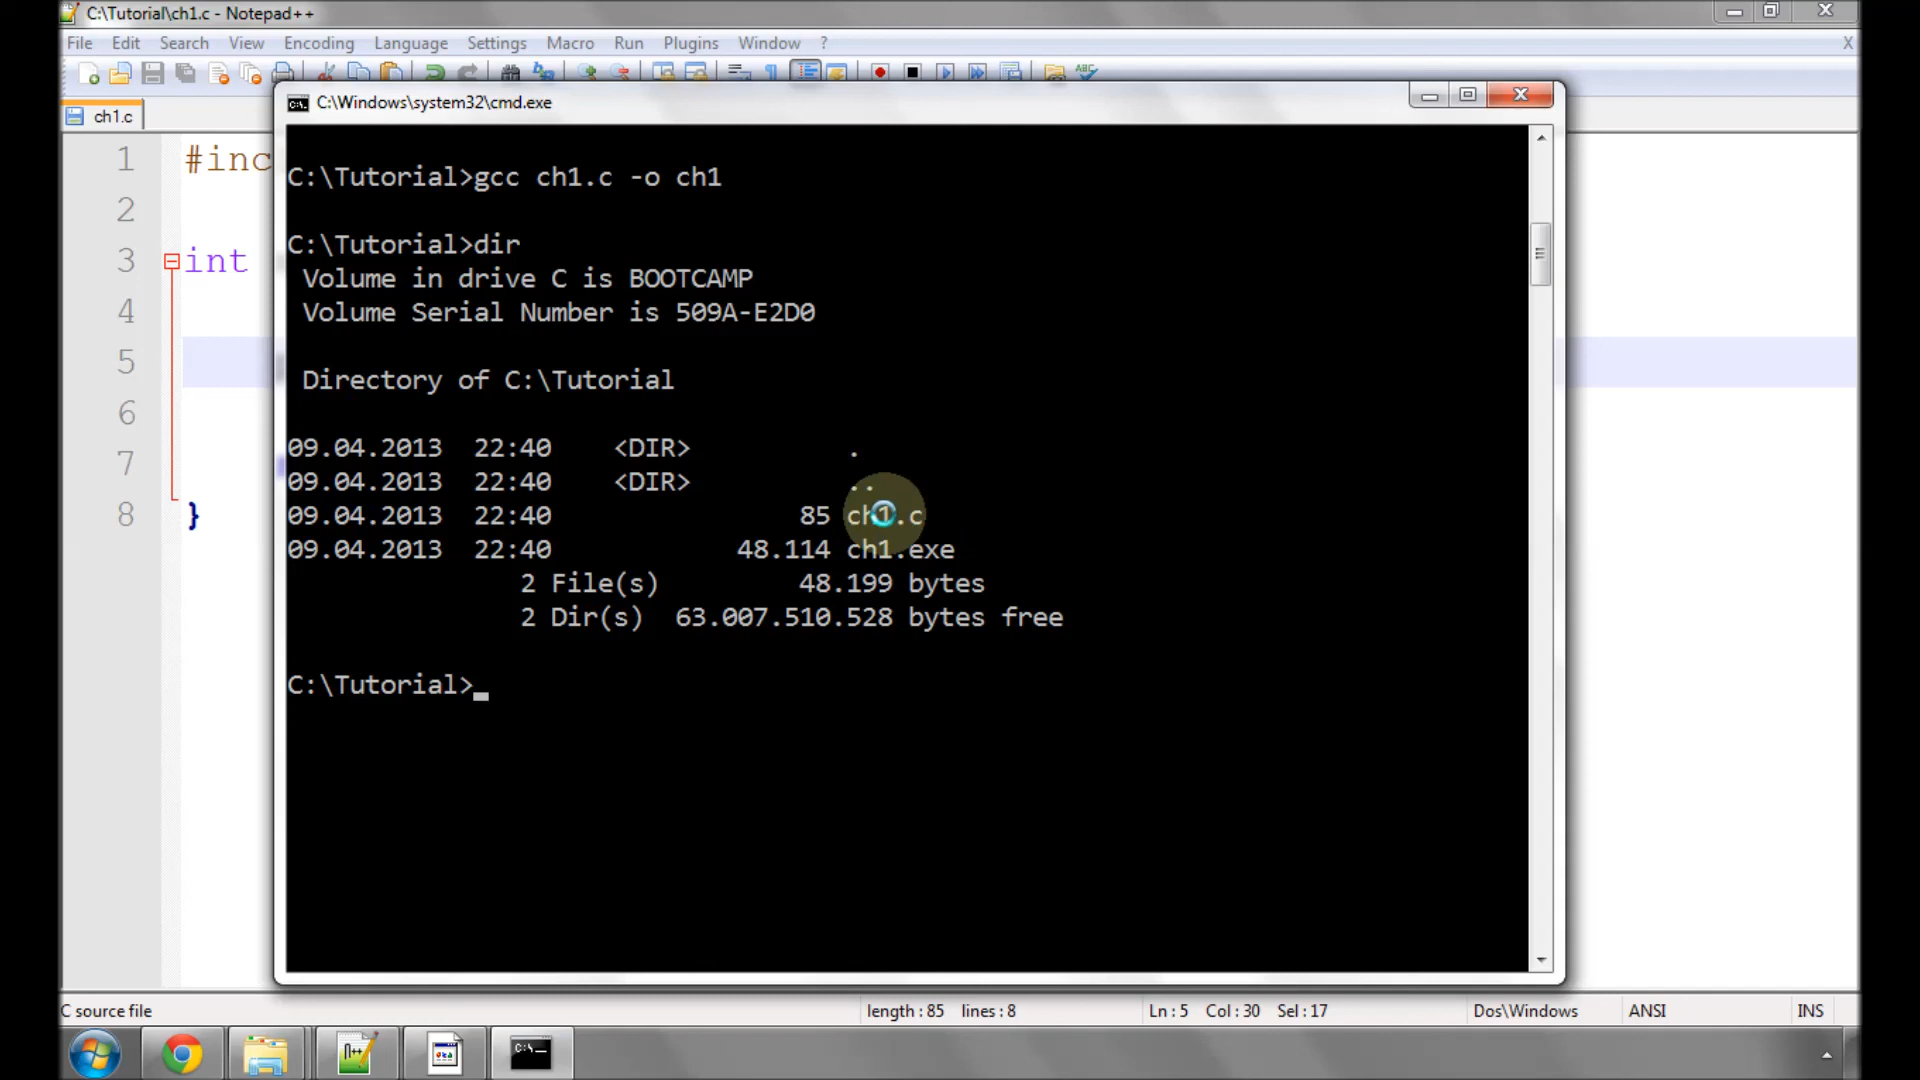 C:\Tutorial\ch1.c - Notepad++
File Edit Search View Encoding Language Settings Macro Run Plugins Window ? X
ch1.c
C:\Windows\system32\cmd.exe
1 #inc
2
3 int
4
5
6
7
8 }
C:\Tutorial>gcc ch1.c -o ch1
C:\Tutorial>dir
Volume in drive C is BOOTCAMP
Volume Serial Number is 509A-E2D0
Directory of C:\Tutorial
09.04.2013 22:40 <DIR> .
09.04.2013 22:40 <DIR> ..
09.04.2013 22:40 85 ch1.c
09.04.2013 22:40 48.114 ch1.exe
2 File(s) 48.199 bytes
2 Dir(s) 63.007.510.528 bytes free
C:\Tutorial>_
C source file length : 85 lines : 8 Ln : 5 Col : 30 Sel : 17 Dos\Windows ANSI INS